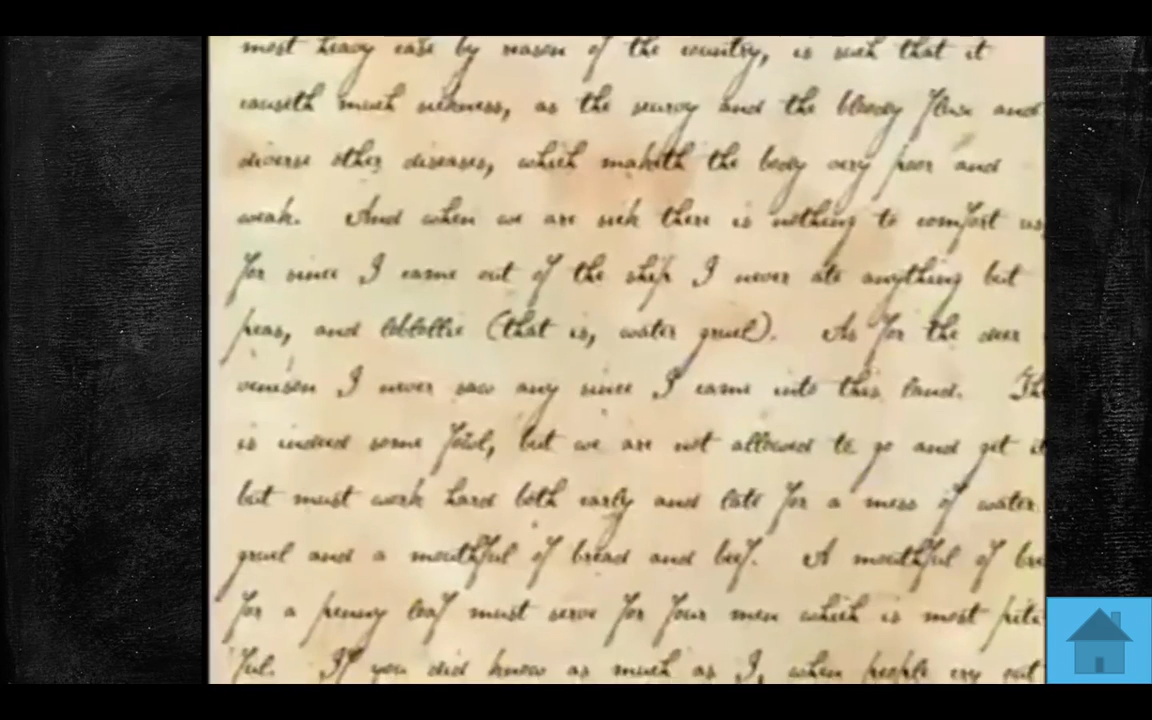 most heavy case by reason of the country, is such that it
causeth much sickness, as the scurvy and the bloody flux and
diverse other diseases, which maketh the body very poor and
weak. And when we are sick there is nothing to comfort us
for since I came out of the ship I never ate anything but
peas, and loblollie (that is, water gruel). As for the deer
venison I never saw any since I came into this land. Th
is indeed some fowl, but we are not allowed to go and get it
but must work hard both early and late for a mess of water
gruel and a mouthful of bread and beef. A mouthful of bre
for a penny loaf must serve for four men which is most piti
ful. If you did know as much as I, when people cry out